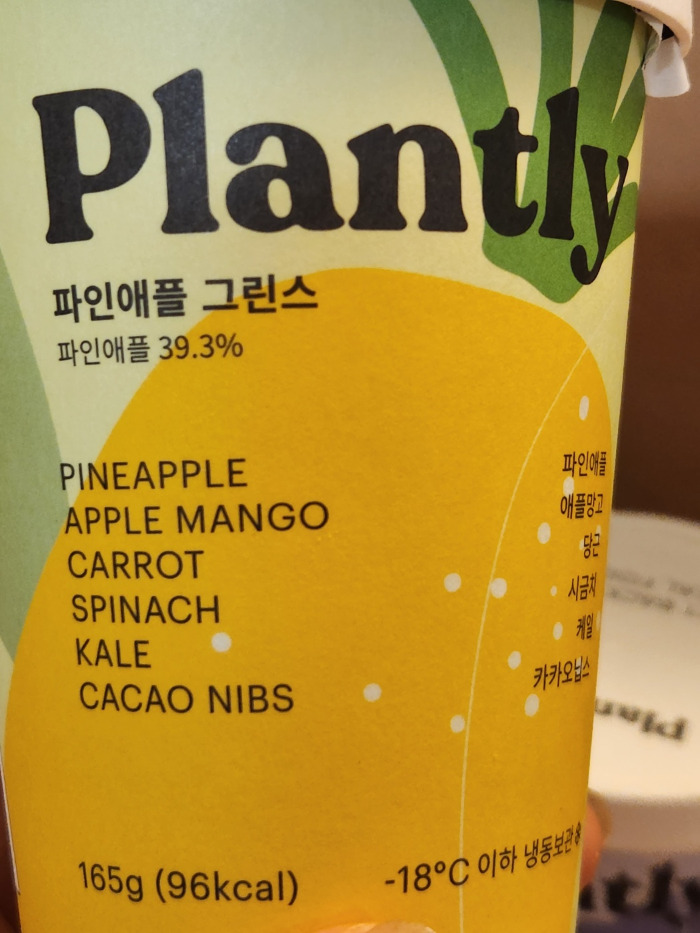 Plantly
파인애플 그린스
파인애플 39.3%
PINEAPPLE
APPLE MANGO
CARROT
SPINACH
KALE
CACAO NIBS
파인애플
애플망고
당근
시금치
케일
카카오닙스
165g (96kcal)
-18°C 이하 냉동보관